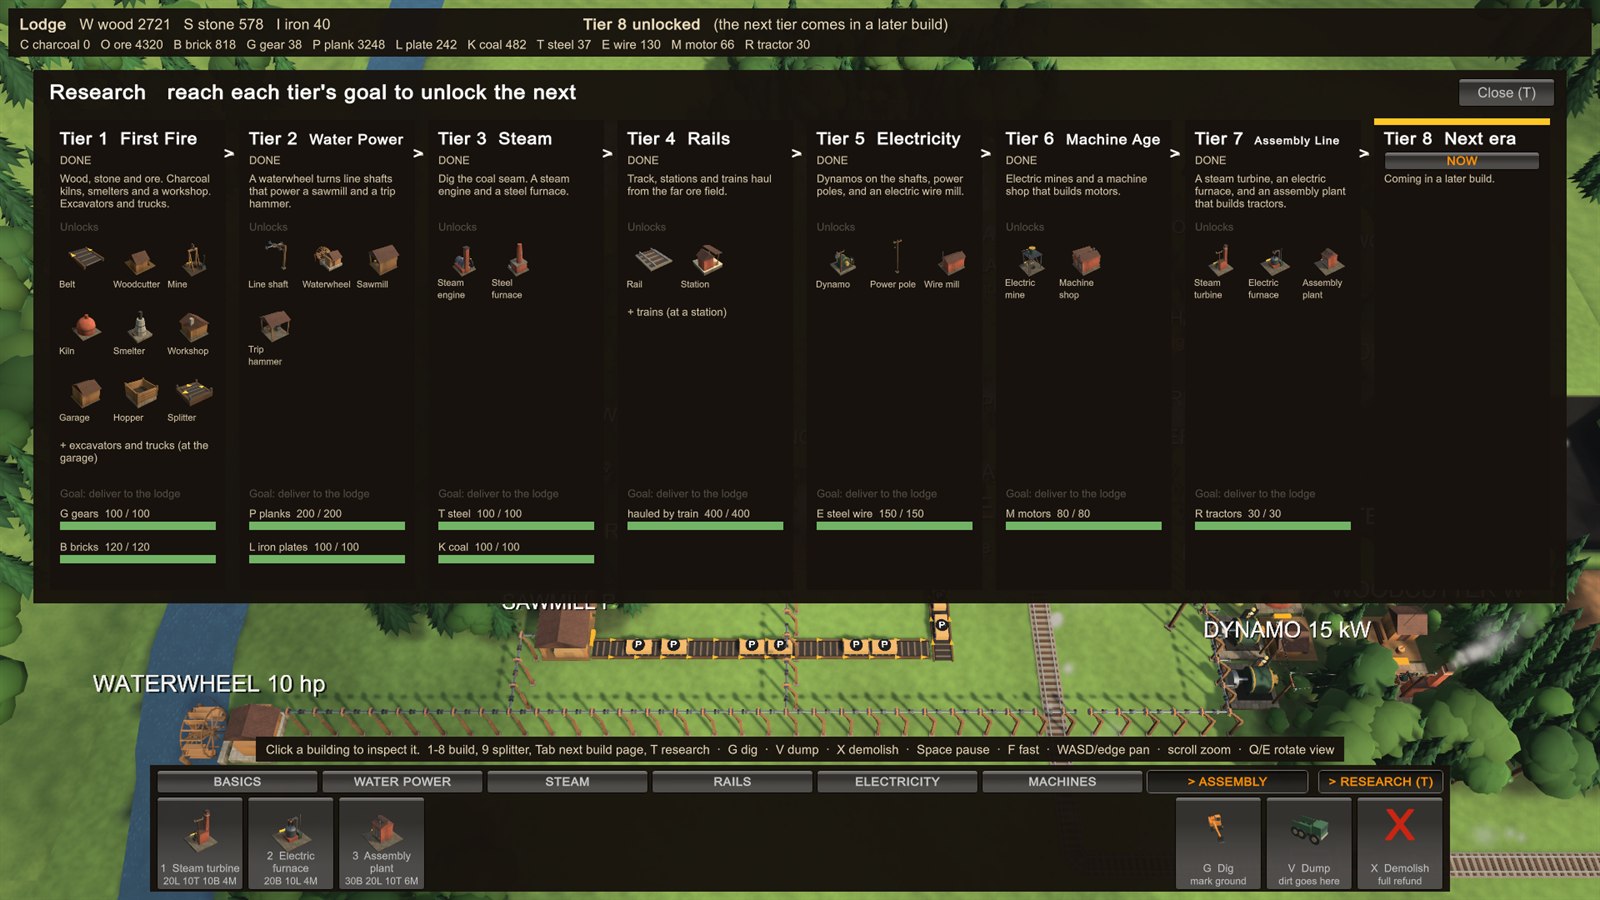 Lodge W wood 2721 S stone 578 I iron 40
Tier 8 unlocked (the next tier comes in a later build)
C charcoal 0 O ore 4320 B brick 818 G gear 38 P plank 3248 L plate 242 K coal 482 T steel 37 E wire 130 M motor 66 R tractor 30
Research reach each tier's goal to unlock the next
Close (T)
Tier 1 First Fire
>
DONE
Wood, stone and ore. Charcoal
kilns, smelters and a workshop.
Excavators and trucks.
Unlocks
Belt
Woodcutter
Mine
Kiln
Smelter
Workshop
Garage
Hopper
Splitter
+ excavators and trucks (at the
garage)
Goal: deliver to the lodge
G gears 100 / 100
B bricks 120 / 120
Tier 2 Water Power
>
DONE
A waterwheel turns line shafts
that power a sawmill and a trip
hammer.
Unlocks
Line shaft
Waterwheel
Sawmill
Trip
hammer
Goal: deliver to the lodge
P planks 200 / 200
L iron plates 100 / 100
Tier 3 Steam
>
DONE
Dig the coal seam. A steam
engine and a steel furnace.
Unlocks
Steam
engine
Steel
furnace
Goal: deliver to the lodge
T steel 100 / 100
K coal 100 / 100
Tier 4 Rails
>
DONE
Track, stations and trains haul
from the far ore field.
Unlocks
Rail
Station
+ trains (at a station)
Goal: deliver to the lodge
hauled by train 400 / 400
Tier 5 Electricity
>
DONE
Dynamos on the shafts, power
poles, and an electric wire mill.
Unlocks
Dynamo
Power pole
Wire mill
Goal: deliver to the lodge
E steel wire 150 / 150
Tier 6 Machine Age
>
DONE
Electric mines and a machine
shop that builds motors.
Unlocks
Electric
mine
Machine
shop
Goal: deliver to the lodge
M motors 80 / 80
Tier 7 Assembly Line
>
DONE
A steam turbine, an electric
furnace, and an assembly plant
that builds tractors.
Unlocks
Steam
turbine
Electric
furnace
Assembly
plant
Goal: deliver to the lodge
R tractors 30 / 30
Tier 8 Next era
NOW
Coming in a later build.
SAWMILL P
WOODCUTTER W
P P P P P P P
DYNAMO 15 kW
WATERWHEEL 10 hp
Click a building to inspect it. 1-8 build, 9 splitter, Tab next build page, T research · G dig · V dump · X demolish · Space pause · F fast · WASD/edge pan · scroll zoom · Q/E rotate view
BASICS
WATER POWER
STEAM
RAILS
ELECTRICITY
MACHINES
> ASSEMBLY
> RESEARCH (T)
1 Steam turbine
20L 10T 10B 4M
2 Electric
furnace
20B 10L 4M
3 Assembly
plant
30B 20L 10T 6M
G Dig
mark ground
V Dump
dirt goes here
X
X Demolish
full refund